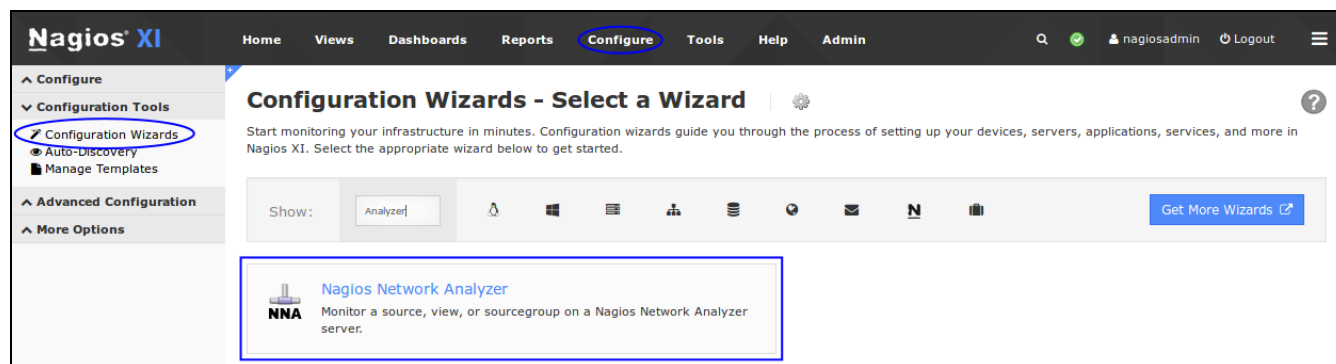 Nagios® XI
Home Views Dashboards Reports Configure Tools Help Admin nagiosadmin Logout
Configure
Configuration Tools
Configuration Wizards
Auto-Discovery
Manage Templates
Advanced Configuration
More Options
Configuration Wizards - Select a Wizard
Start monitoring your infrastructure in minutes. Configuration wizards guide you through the process of setting up your devices, servers, applications, services, and more in
Nagios XI. Select the appropriate wizard below to get started.
Show: Analyzer N Get More Wizards
NNA
Nagios Network Analyzer
Monitor a source, view, or sourcegroup on a Nagios Network Analyzer
server.